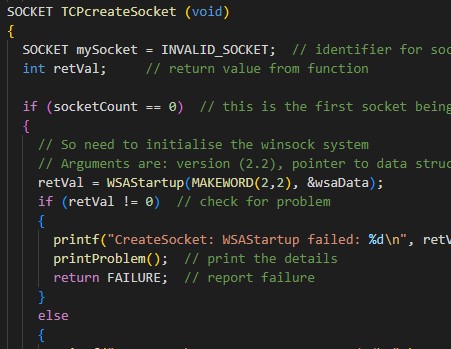 SOCKET TCPcreateSocket (void)
{
SOCKET mySocket = INVALID_SOCKET;  // identifier for
int retVal;     // return value from function
if (socketCount == 0)  // this is the first socket being
{
// So need to initialise the winsock system
// Arguments are: version (2.2), pointer to data
retVal = WSAStartup(MAKEWORD(2,2), &wsaData);
if (retVal != 0)  // check for problem
{
printf("CreateSocket: WSAStartup failed: %d\n",
printProblem();  // print the details
return FAILURE;  // report failure
}
else
{